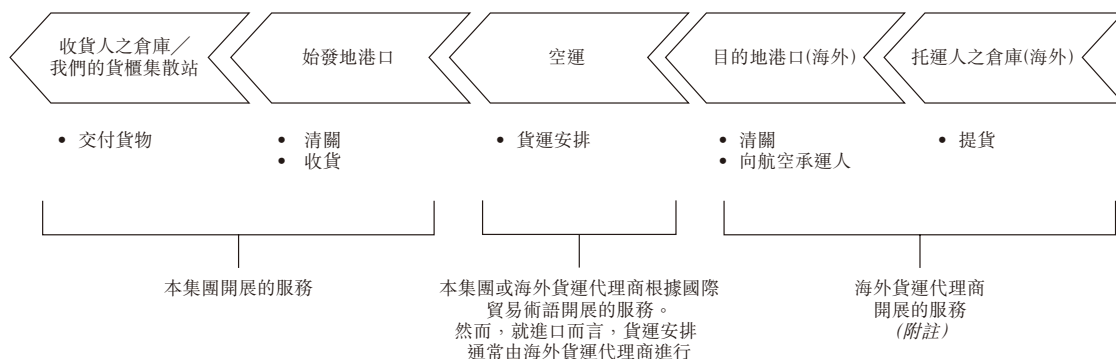 收貨人之倉庫／
我們的貨櫃集散站
始發地港口
空運
目的地港口(海外)
托運人之倉庫(海外)
• 交付貨物
• 清關
• 收貨
• 貨運安排
• 清關
• 向航空承運人
• 提貨
本集團開展的服務
本集團或海外貨運代理商根據國際
貿易術語開展的服務。
然而，就進口而言，貨運安排
通常由海外貨運代理商進行
海外貨運代理商
開展的服務
(附註)